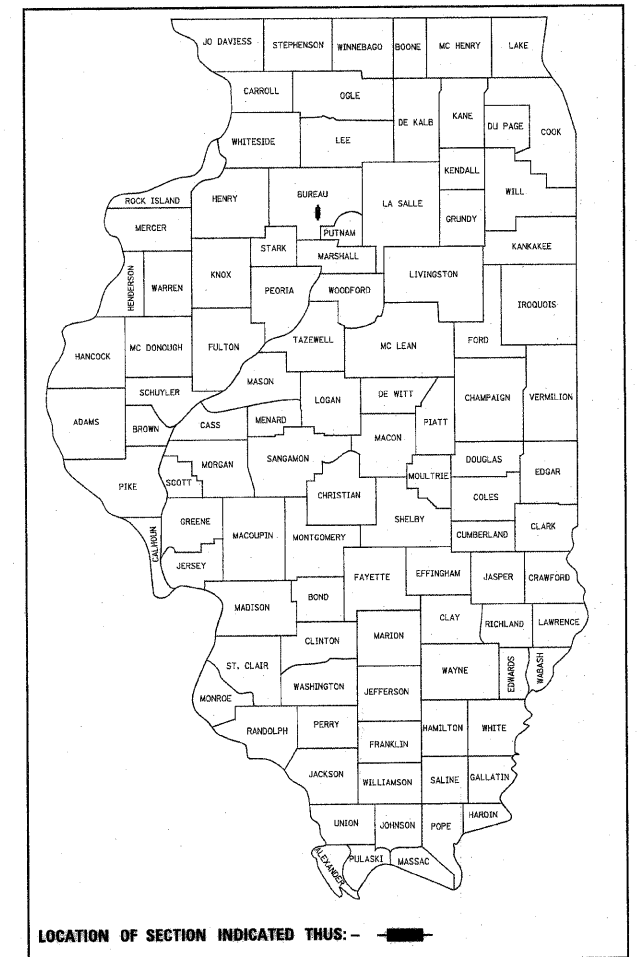 JO DAVIESS
STEPHENSON
WINNEBAGO
BOONE
MC HENRY
LAKE
CARROLL
OGLE
DE KALB
KANE
DU PAGE
COOK
WHITESIDE
LEE
KENDALL
WILL
ROCK ISLAND
HENRY
BUREAU
LA SALLE
GRUNDY
MERCER
PUTNAM
STARK
MARSHALL
KANKAKEE
HENDERSON
WARREN
KNOX
PEORIA
WOODFORD
LIVINGSTON
IROQUOIS
FORD
HANCOCK
MC DONOUGH
FULTON
TAZEWELL
MC LEAN
SCHUYLER
MASON
LOGAN
DE WITT
CHAMPAIGN
VERMILION
ADAMS
BROWN
CASS
MENARD
PIATT
MACON
SANGAMON
MORGAN
PIKE
SCOTT
CHRISTIAN
MOULTRIE
DOUGLAS
EDGAR
COLES
GREENE
MACOUPIN
MONTGOMERY
SHELBY
CUMBERLAND
CLARK
CALHOUN
JERSEY
FAYETTE
EFFINGHAM
JASPER
CRAWFORD
MADISON
BOND
CLAY
RICHLAND
LAWRENCE
CLINTON
MARION
ST. CLAIR
WAYNE
EDWARDS
WABASH
WASHINGTON
JEFFERSON
MONROE
RANDOLPH
PERRY
HAMILTON
WHITE
FRANKLIN
JACKSON
WILLIAMSON
SALINE
GALLATIN
UNION
JOHNSON
POPE
HARDIN
ALEXANDER
PULASKI
MASSAC
LOCATION OF SECTION INDICATED THUS: -